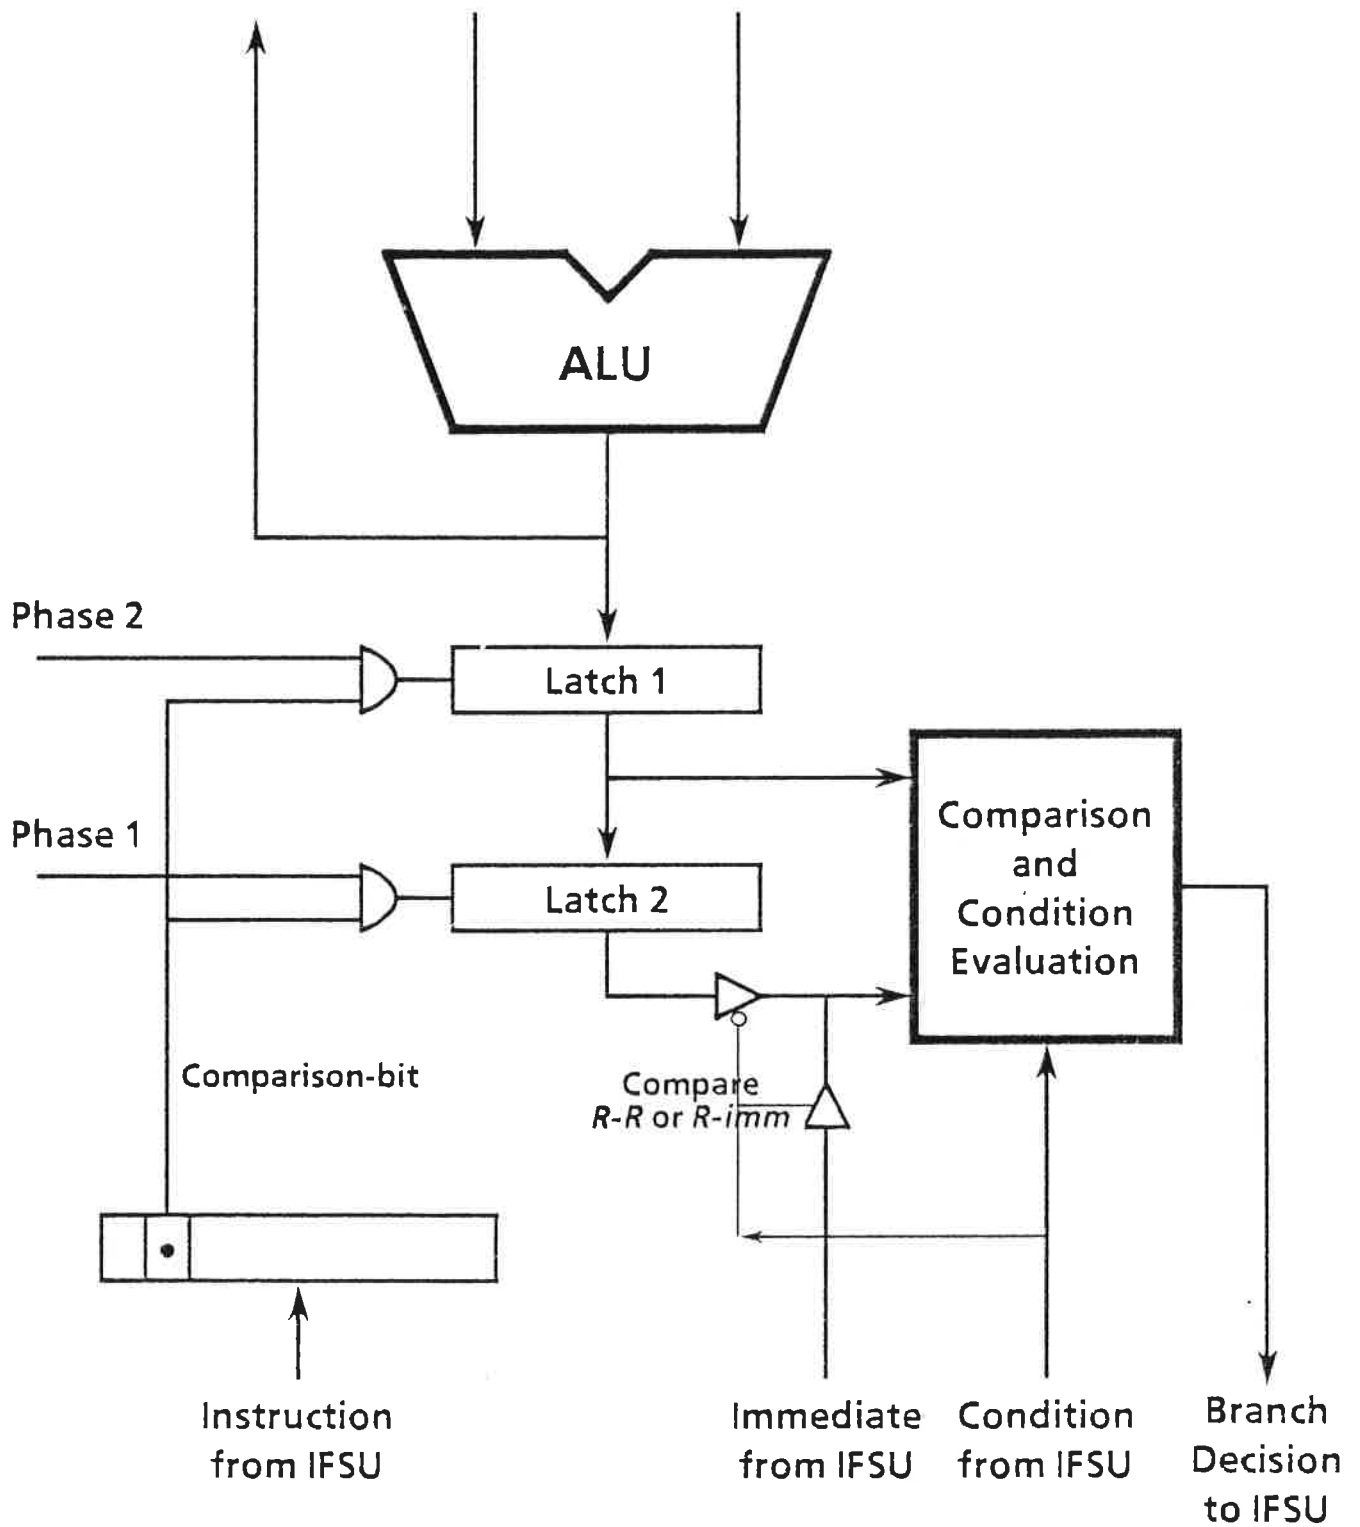 ALU
Phase 2
Latch 1
Phase 1
Latch 2
Comparison
and
Condition
Evaluation
Comparison-bit
Compare
R-R or R-imm
Instruction
from IFSU
Immediate
from IFSU
Condition
from IFSU
Branch
Decision
to IFSU